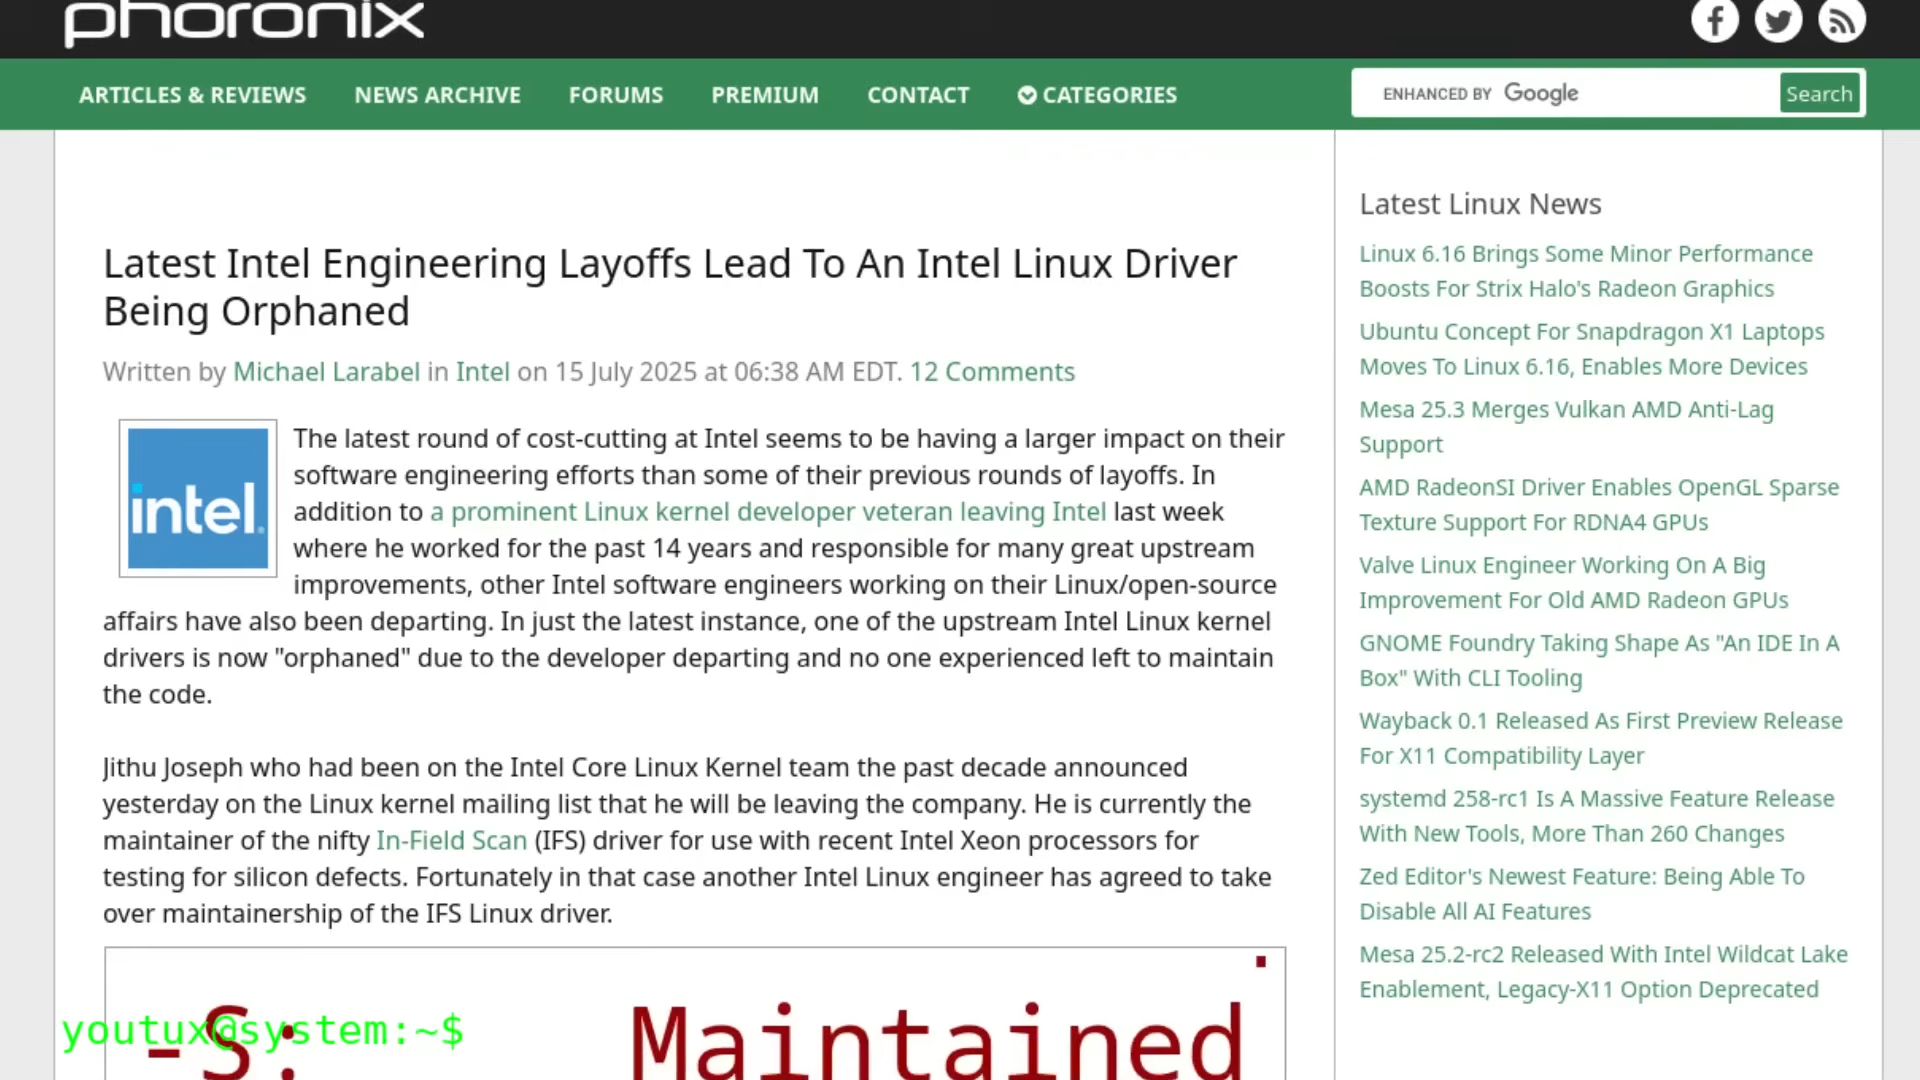 phoronix
ARTICLES & REVIEWS NEWS ARCHIVE FORUMS PREMIUM CONTACT CATEGORIES
ENHANCED BY Google Search
Latest Intel Engineering Layoffs Lead To An Intel Linux Driver
Being Orphaned
Written by Michael Larabel in Intel on 15 July 2025 at 06:38 AM EDT. 12 Comments
intel.
The latest round of cost-cutting at Intel seems to be having a larger impact on their
software engineering efforts than some of their previous rounds of layoffs. In
addition to a prominent Linux kernel developer veteran leaving Intel last week
where he worked for the past 14 years and responsible for many great upstream
improvements, other Intel software engineers working on their Linux/open-source
affairs have also been departing. In just the latest instance, one of the upstream Intel Linux kernel
drivers is now "orphaned" due to the developer departing and no one experienced left to maintain
the code.
Jithu Joseph who had been on the Intel Core Linux Kernel team the past decade announced
yesterday on the Linux kernel mailing list that he will be leaving the company. He is currently the
maintainer of the nifty In-Field Scan (IFS) driver for use with recent Intel Xeon processors for
testing for silicon defects. Fortunately in that case another Intel Linux engineer has agreed to take
over maintainership of the IFS Linux driver.
-S: Maintained
youtux@system:~$
Latest Linux News
Linux 6.16 Brings Some Minor Performance
Boosts For Strix Halo's Radeon Graphics
Ubuntu Concept For Snapdragon X1 Laptops
Moves To Linux 6.16, Enables More Devices
Mesa 25.3 Merges Vulkan AMD Anti-Lag
Support
AMD RadeonSI Driver Enables OpenGL Sparse
Texture Support For RDNA4 GPUs
Valve Linux Engineer Working On A Big
Improvement For Old AMD Radeon GPUs
GNOME Foundry Taking Shape As "An IDE In A
Box" With CLI Tooling
Wayback 0.1 Released As First Preview Release
For X11 Compatibility Layer
systemd 258-rc1 Is A Massive Feature Release
With New Tools, More Than 260 Changes
Zed Editor's Newest Feature: Being Able To
Disable All AI Features
Mesa 25.2-rc2 Released With Intel Wildcat Lake
Enablement, Legacy-X11 Option Deprecated